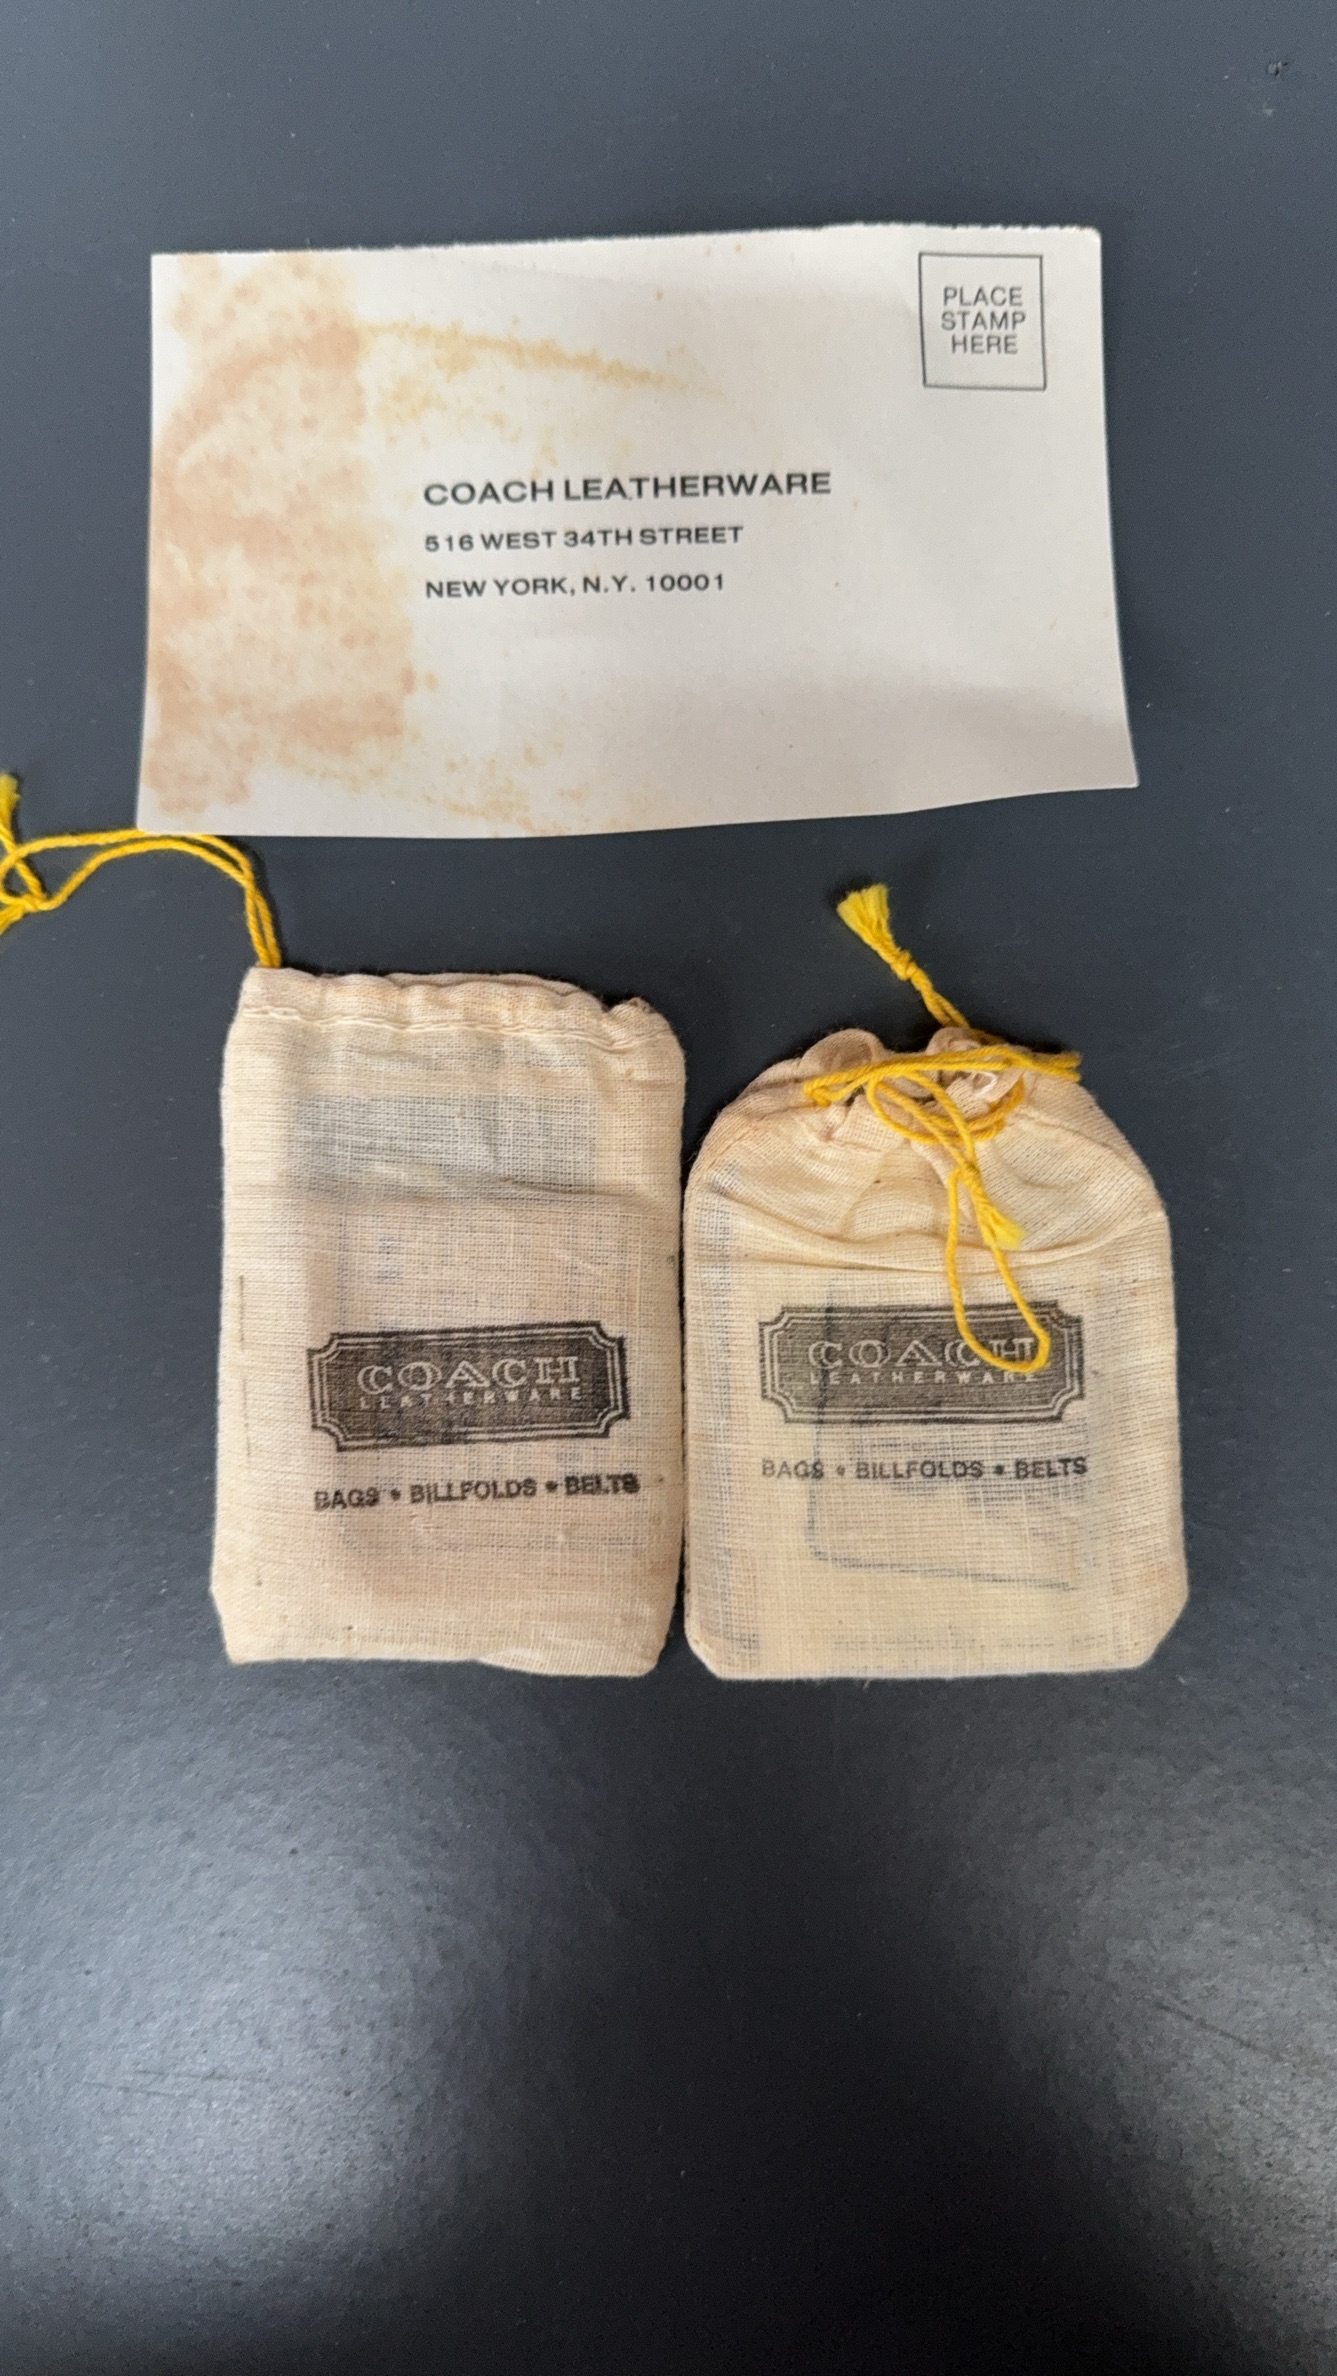 PLACE
STAMP
HERE
COACH LEATHERWARE
516 WEST 34TH STREET
NEW YORK, N.Y. 10001
COACH
LEATHERWARE
BAGS • BILLFOLDS • BELTS
COACH
LEATHERWARE
BAGS • BILLFOLDS • BELTS